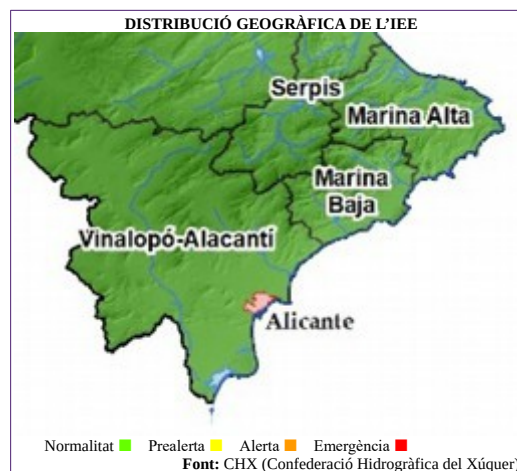 DISTRIBUCIÓ GEOGRÀFICA DE L'IEE
Serpis
Marina Alta
Marina
Baja
Vinalopó-Alacantí
Alicante
Normalitat Prealerta Alerta Emergència
Font: CHX (Confederació Hidrogràfica del Xúquer)